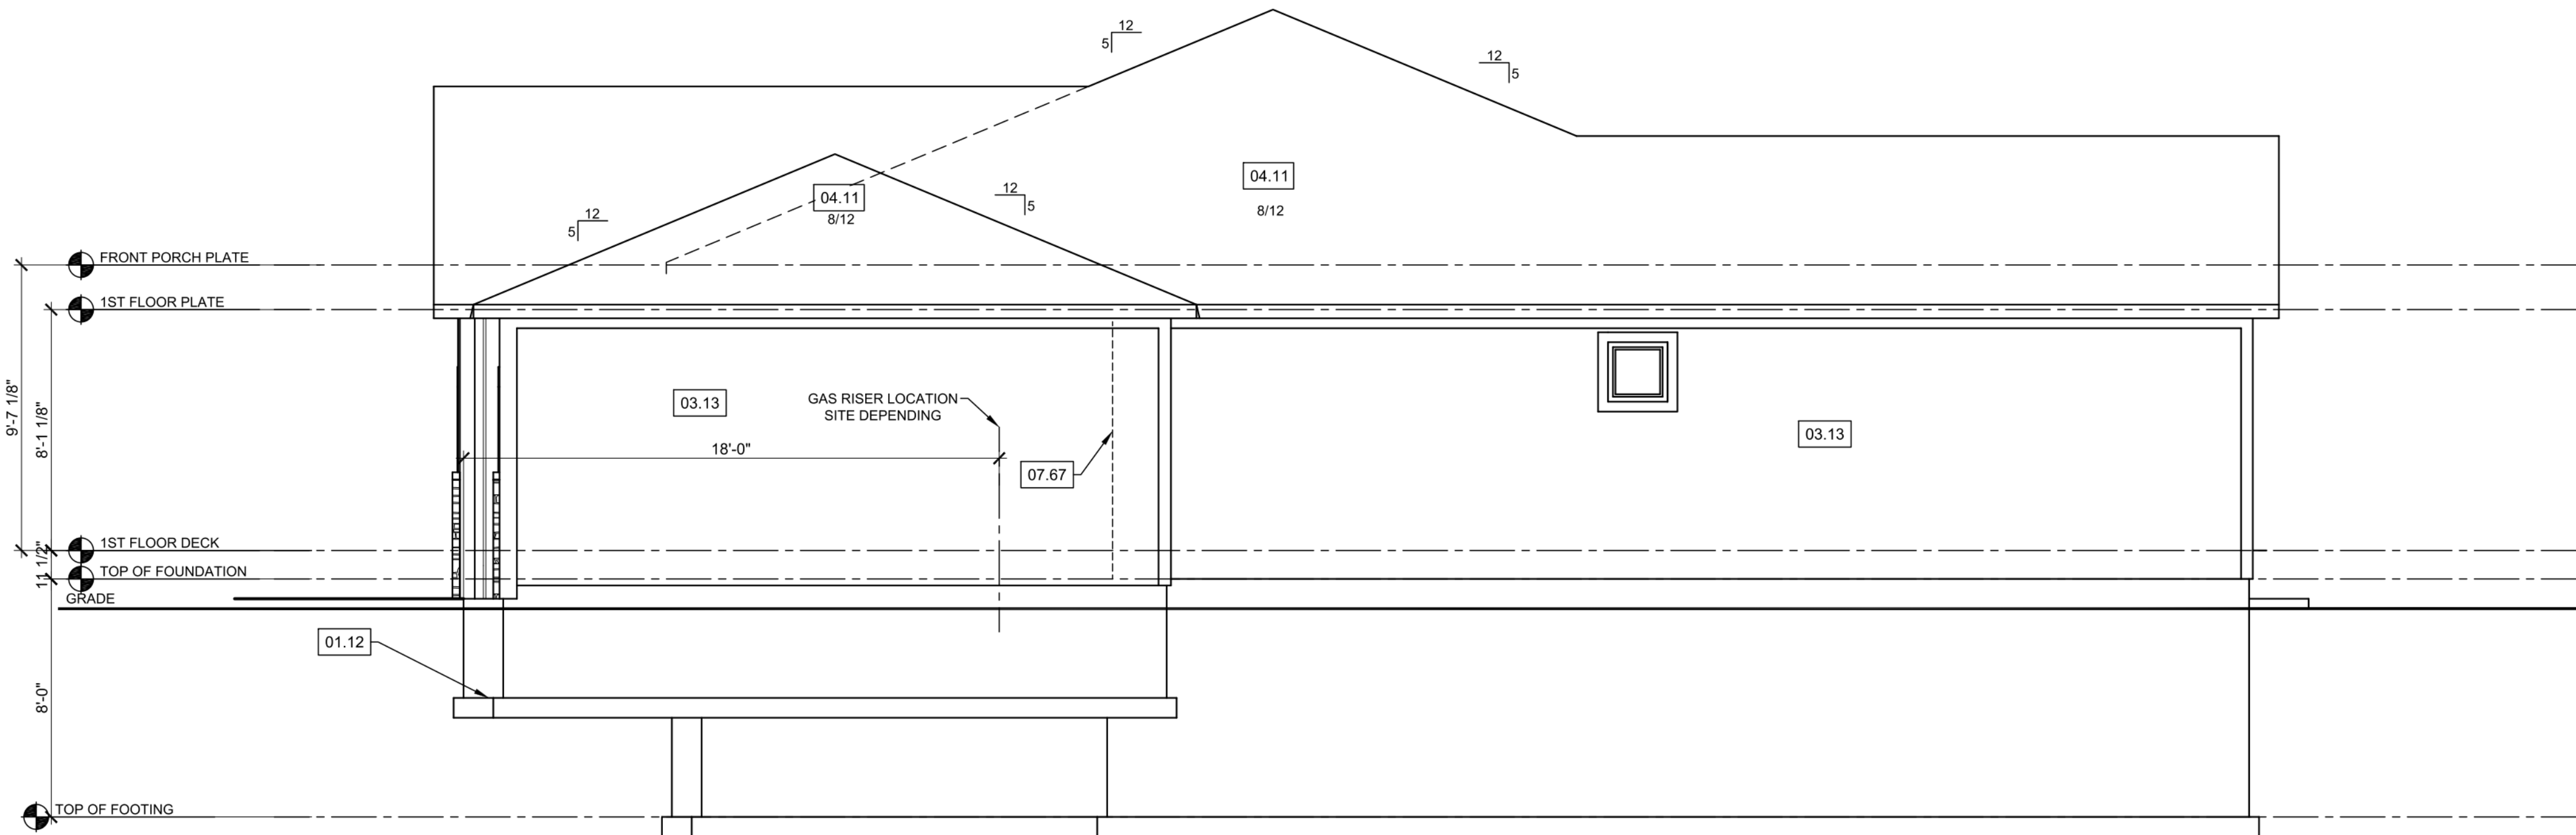 12
5
12
5
04.11
8/12
04.11
8/12
12
5
12
5
FRONT PORCH PLATE
1ST FLOOR PLATE
9'-7 1/8"
8'-1 1/8"
03.13
GAS RISER LOCATION
SITE DEPENDING
03.13
18'-0"
07.67
1ST FLOOR DECK
11 1/2"
TOP OF FOUNDATION
GRADE
01.12
8'-0"
TOP OF FOOTING